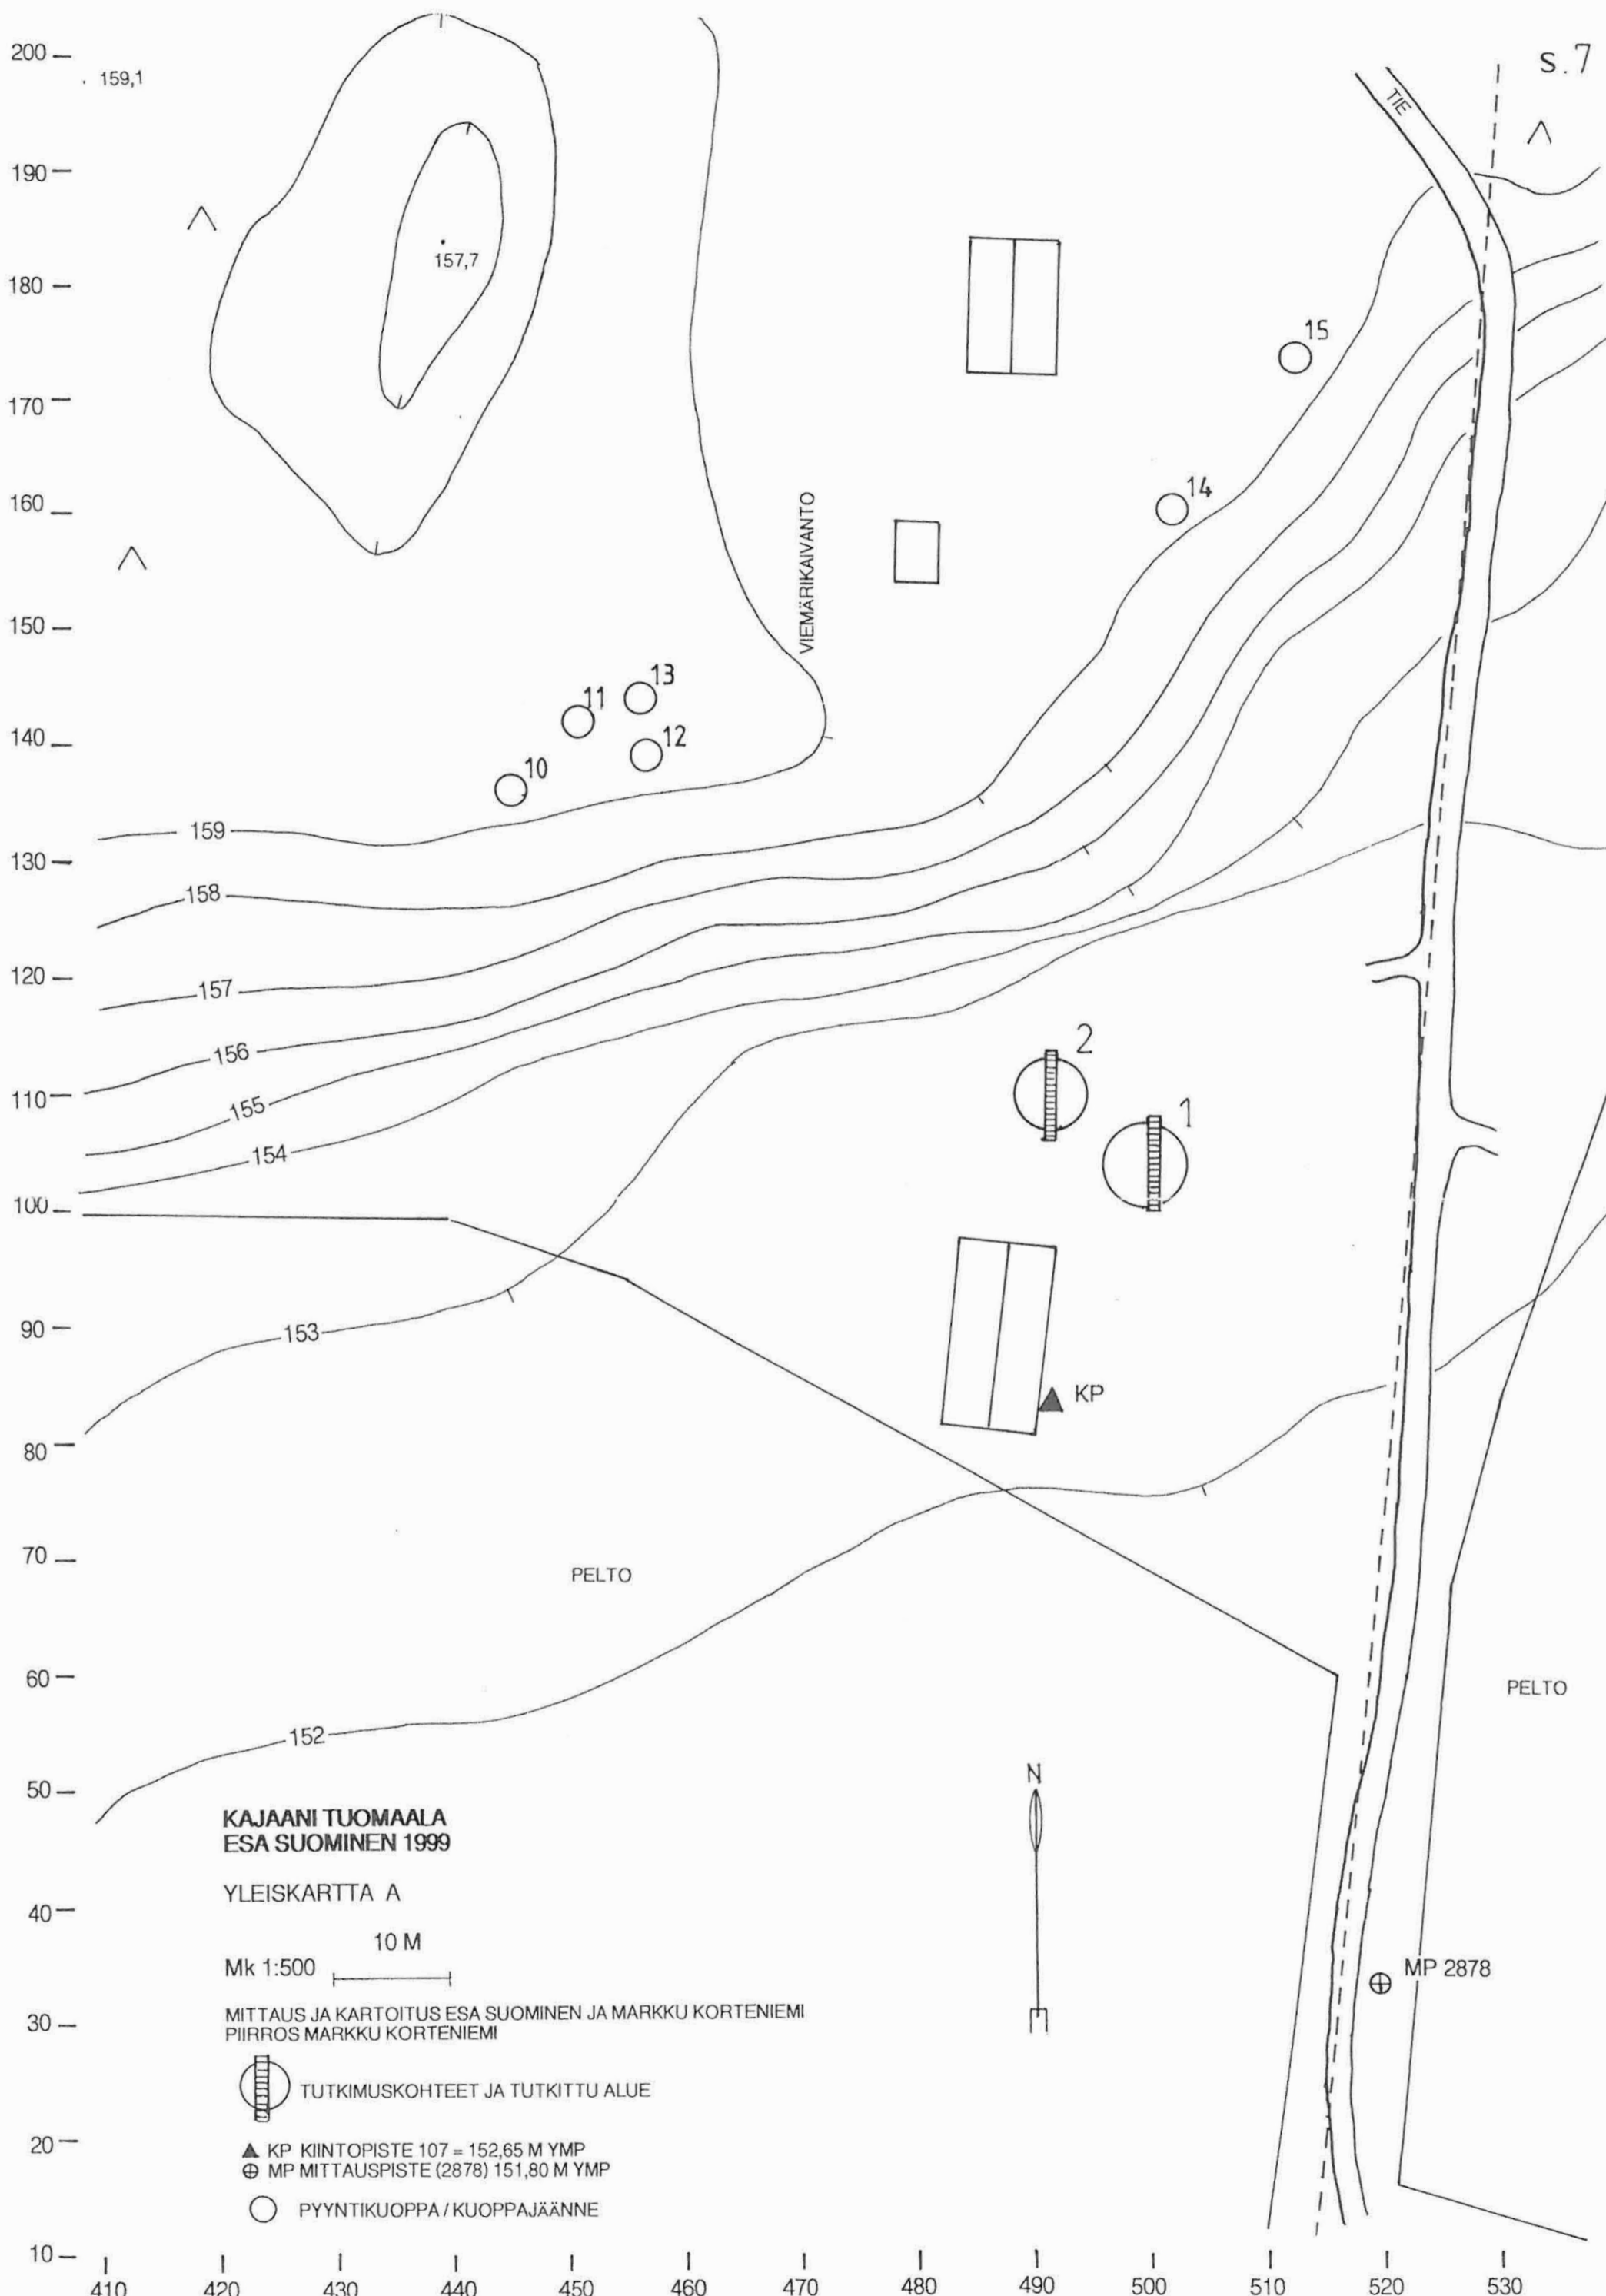 s.7
200
159,1
TIE
190
157,7
180
15
170
14
160
VIEMÄRIKAIVANTO
150
13
11
12
140
10
159
130
158
120
157
156
2
110
155
1
154
100
90
153
KP
80
70
PELTO
60
PELTO
152
50
N
KAJAANI TUOMAALA
ESA SUOMINEN 1999
YLEISKARTTA A
40
10 M
Mk 1:500
MP 2878
MITTAUS JA KARTOITUS ESA SUOMINEN JA MARKKU KORTENIEMI
30
PIIRROS MARKKU KORTENIEMI
TUTKIMUSKOHTEET JA TUTKITTU ALUE
20
KP KIINTOPISTE 107 = 152,65 M YMP
MP MITTAUSPISTE (2878) 151,80 M YMP
PYYNTIKUOPPA / KUOPPAJÄÄNNE
10
410 420 430 440 450 460 470 480 490 500 510 520 530